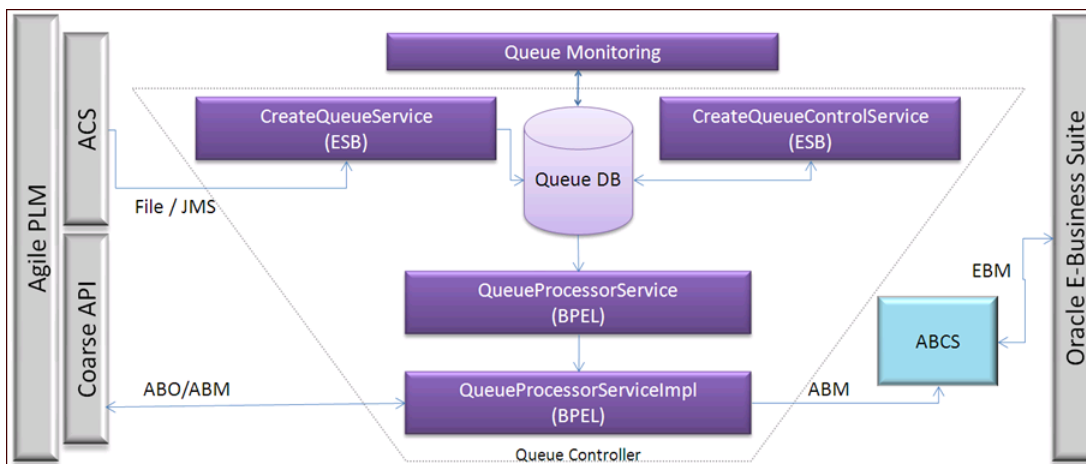 Agile PLM
ACS
Coarse API
Queue Monitoring
CreateQueueService
(ESB)
CreateQueueControlService
(ESB)
Queue DB
File / JMS
QueueProcessorService
(BPEL)
EBM
ABCS
Oracle E-Business Suite
ABO/ABM
QueueProcessorServiceImpl
(BPEL)
ABM
Queue Controller